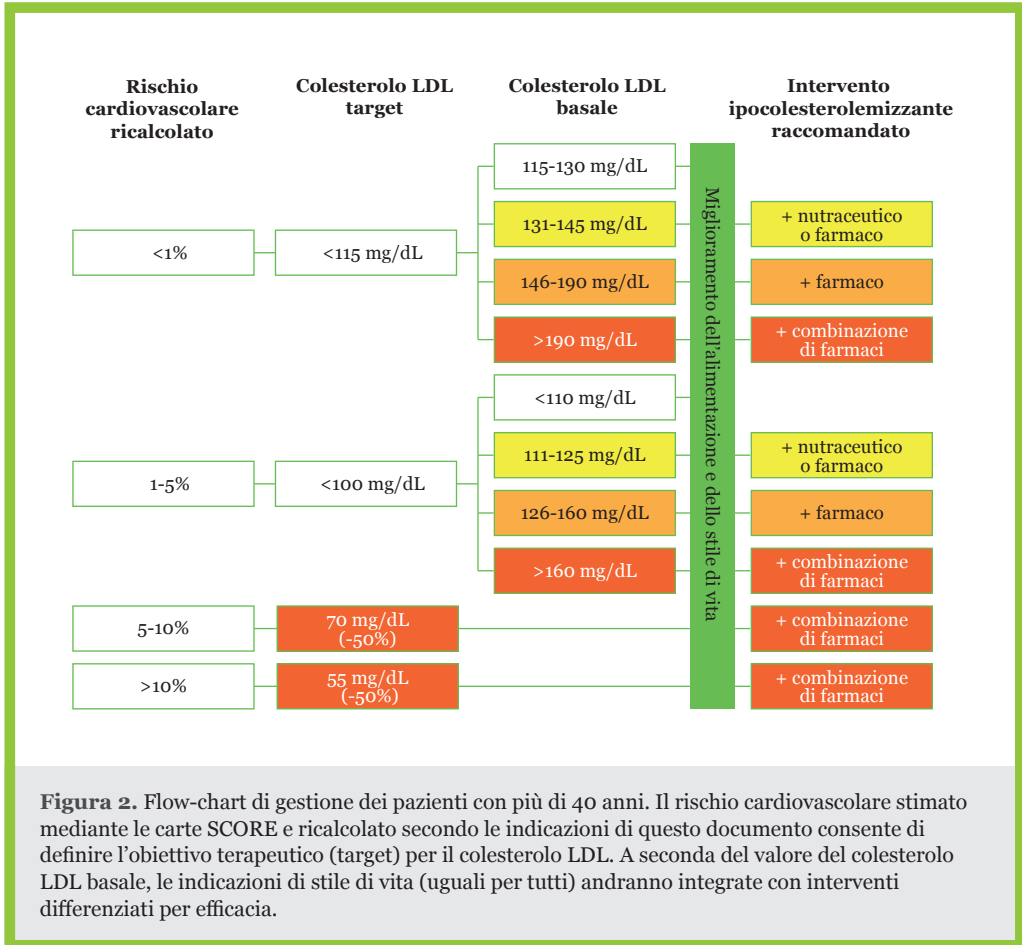 Rischio
cardiovascolare
ricalcolato
Colesterolo LDL
target
Colesterolo LDL
basale
Intervento
ipocolesterolemizzante
raccomandato
<1%
<115 mg/dL
115-130 mg/dL
131-145 mg/dL
+ nutraceutico
o farmaco
146-190 mg/dL
+ farmaco
>190 mg/dL
+ combinazione
di farmaci
1-5%
<100 mg/dL
<110 mg/dL
111-125 mg/dL
+ nutraceutico
o farmaco
126-160 mg/dL
+ farmaco
>160 mg/dL
+ combinazione
di farmaci
5-10%
70 mg/dL
(-50%)
+ combinazione
di farmaci
>10%
55 mg/dL
(-50%)
+ combinazione
di farmaci
Miglioramento dell'alimentazione e dello stile di vita
Figura 2. Flow-chart di gestione dei pazienti con più di 40 anni. Il rischio cardiovascolare stimato
mediante le carte SCORE e ricalcolato secondo le indicazioni di questo documento consente di
definire l'obiettivo terapeutico (target) per il colesterolo LDL. A seconda del valore del colesterolo
LDL basale, le indicazioni di stile di vita (uguali per tutti) andranno integrate con interventi
differenziati per efficacia.